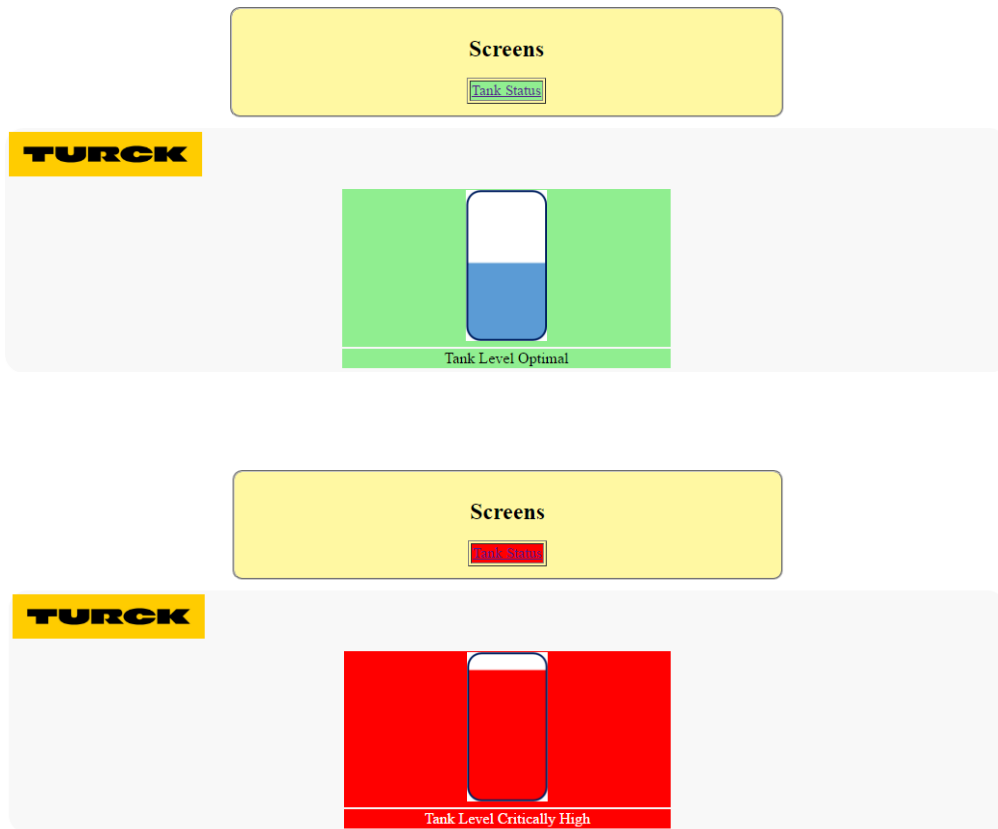 Screens
Tank Status
TURCK
Tank Level Optimal
Screens
Tank Status
TURCK
Tank Level Critically High